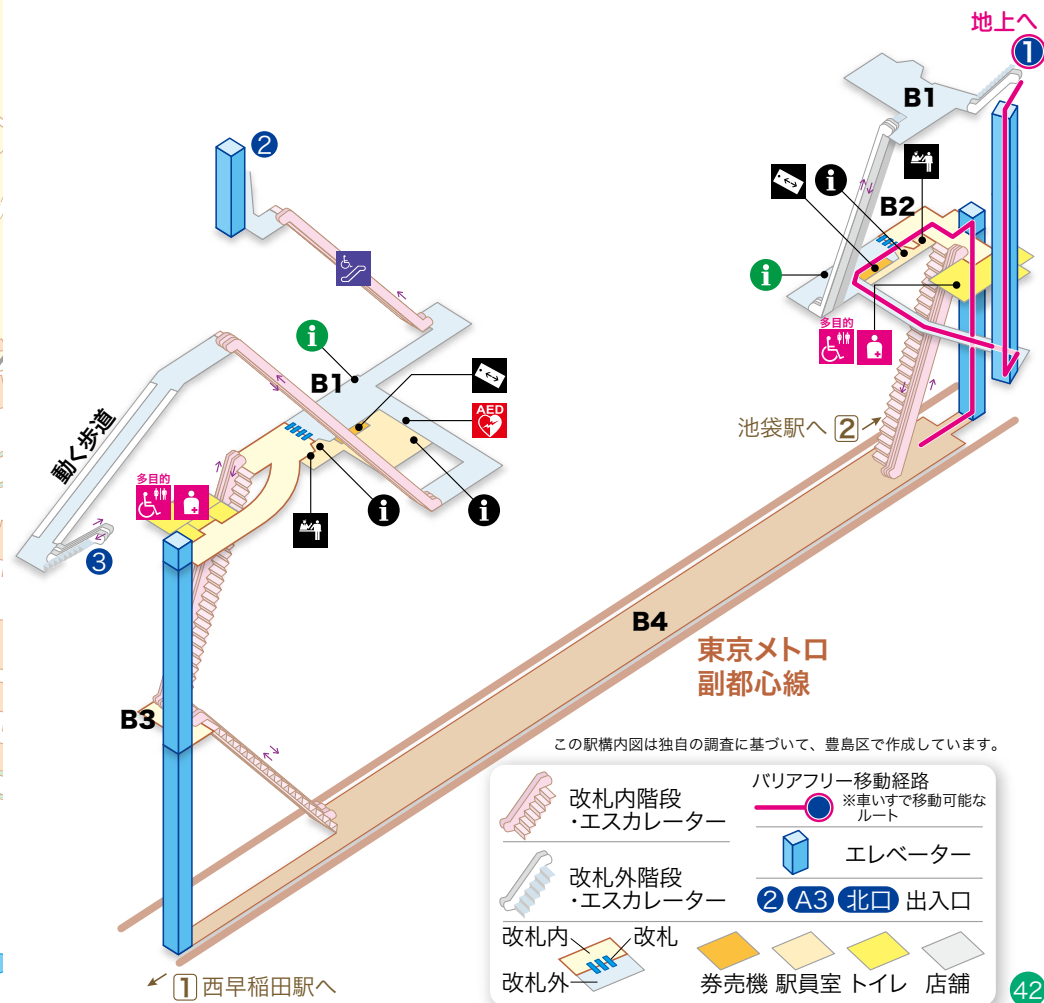 地上へ
1
B1
2
B2
i
i
多目的
i
B1
AED
池袋駅へ 2
動く歩道
多目的
i
i
3
B4
東京メトロ
副都心線
B3
この駅構内図は独自の調査に基づいて、豊島区で作成しています。
改札内階段
・エスカレーター
バリアフリー移動経路
※車いすで移動可能な
ルート
エレベーター
改札外階段
・エスカレーター
2 A3 北口 出入口
改札内
改札
改札外
券売機 駅員室 トイレ 店舗
1 西早稲田駅へ
42